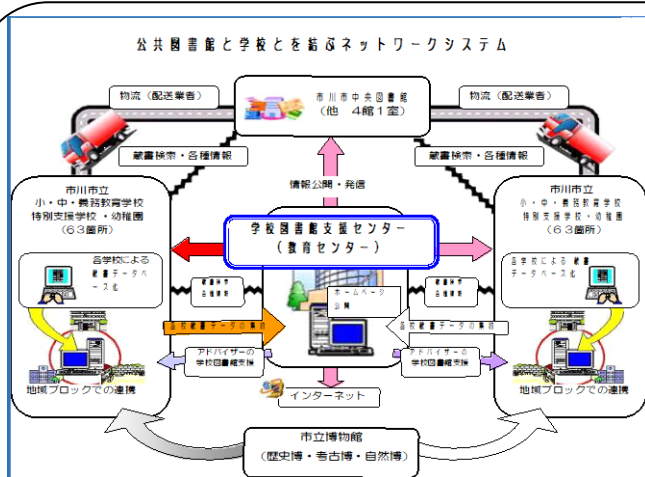 公共図書館と学校とを結ぶネットワークシステム
物流（配送業者）
市川市中央図書館
（他　4館1室）
物流（配送業者）
蔵書検索・各種情報
蔵書検索・各種情報
情報公開・発信
市川市立
小・中・義務教育学校
特別支援学校・幼稚園
（63箇所）
学校図書館支援センター
（教育センター）
市川市立
小・中・義務教育学校
特別支援学校・幼稚園
（63箇所）
各学校による
蔵書データベ
ース化
蔵書検索
各種情報
ホームページ
公開
蔵書検索
各種情報
各学校による 蔵書
データベース化
各校蔵書データの集約
各校蔵書データの集約
アドバイザーの
学校図書館支援
アドバイザーの
学校図書館支援
地域ブロックでの連携
インターネット
地域ブロックでの連携
市立博物館
（歴史博・考古博・自然博）